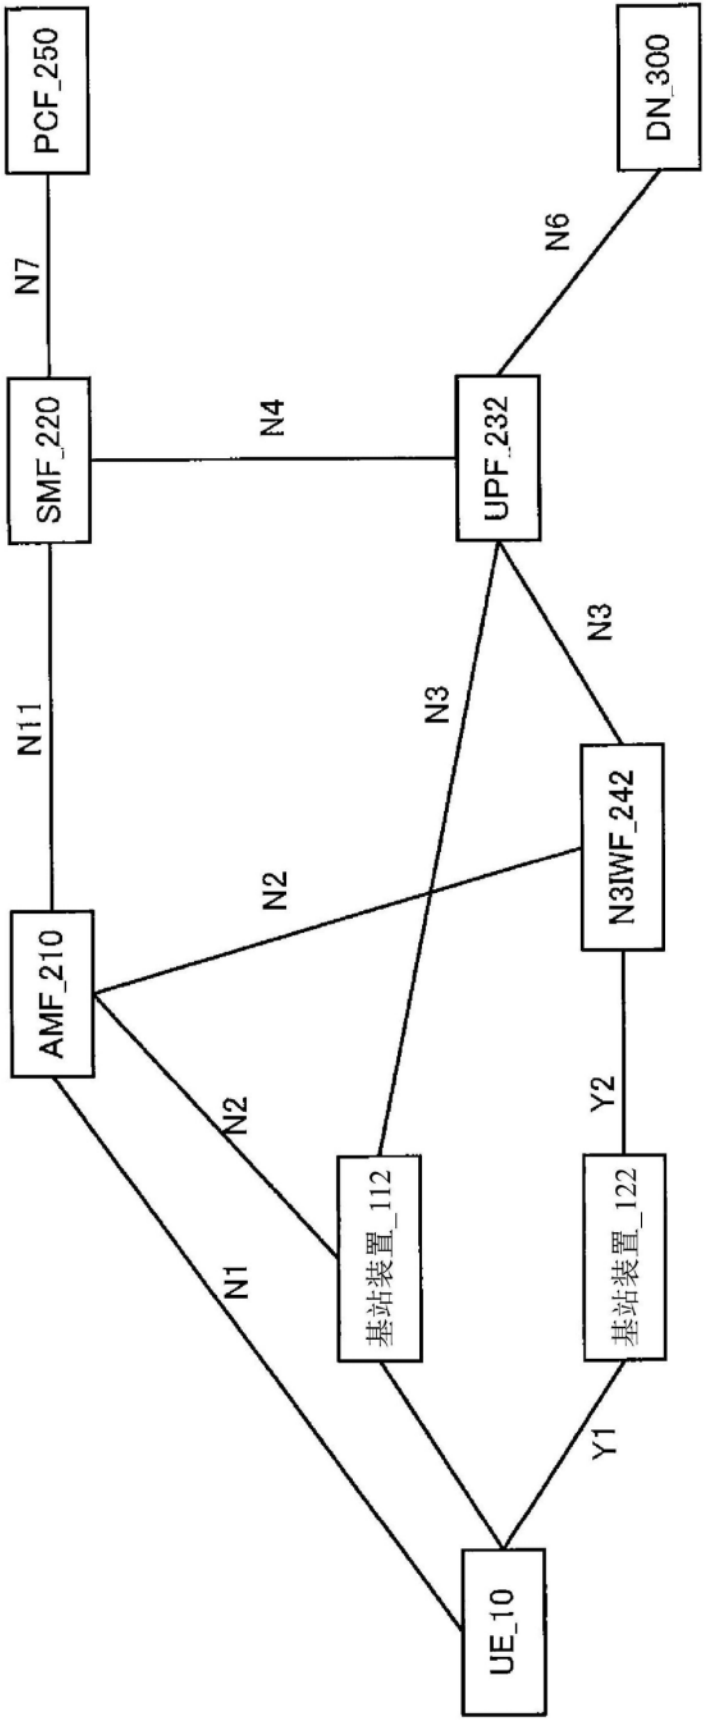 AMF_210
N11
SMF_220
N7
PCF_250
N1
N2
N2
N4
基站装置_112
N3
UE_10
UPF_232
N6
N3
Y1
基站装置_122
Y2
N3IWF_242
DN_300